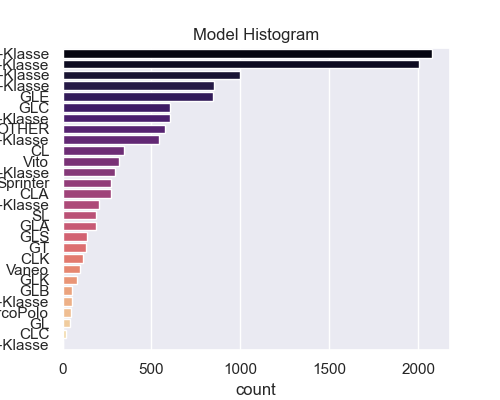 Model Histogram
-Klasse
-Klasse
-Klasse
-Klasse
GLE
GLC
-Klasse
OTHER
-Klasse
CL
Vito
-Klasse
Sprinter
CLA
-Klasse
SL
GLA
GLS
GT
CLK
Vaneo
GLK
GLB
-Klasse
rcoPolo
GL
CLC
-Klasse
0 500 1000 1500 2000
count